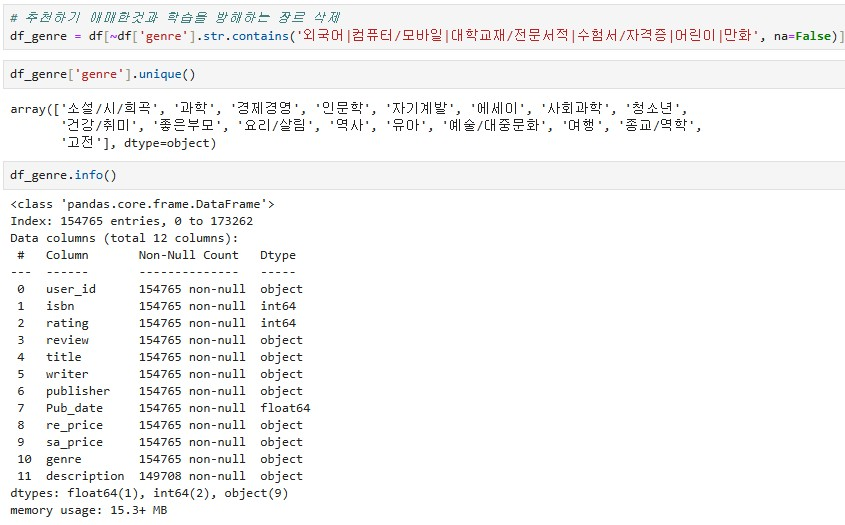 # 추천하기 애매한것과 학습을 방해하는 장르 삭제
df_genre = df[~df['genre'].str.contains('외국어|컴퓨터/모바일|대학교재/전문서적|수험서/자격증|어린이|만화', na=False)]
df_genre['genre'].unique()
array(['소설/시/희곡', '과학', '경제경영', '인문학', '자기계발', '에세이', '사회과학', '청소년',
'건강/취미', '좋은부모', '요리/살림', '역사', '유아', '예술/대중문화', '여행', '종교/역학',
'고전'], dtype=object)
df_genre.info()
<class 'pandas.core.frame.DataFrame'>
Index: 154765 entries, 0 to 173262
Data columns (total 12 columns):
# Column Non-Null Count Dtype
--- ------ -------------- -----
0 user_id 154765 non-null object
1 isbn 154765 non-null int64
2 rating 154765 non-null int64
3 review 154765 non-null object
4 title 154765 non-null object
5 writer 154765 non-null object
6 publisher 154765 non-null object
7 Pub_date 154765 non-null float64
8 re_price 154765 non-null object
9 sa_price 154765 non-null object
10 genre 154765 non-null object
11 description 149708 non-null object
dtypes: float64(1), int64(2), object(9)
memory usage: 15.3+ MB